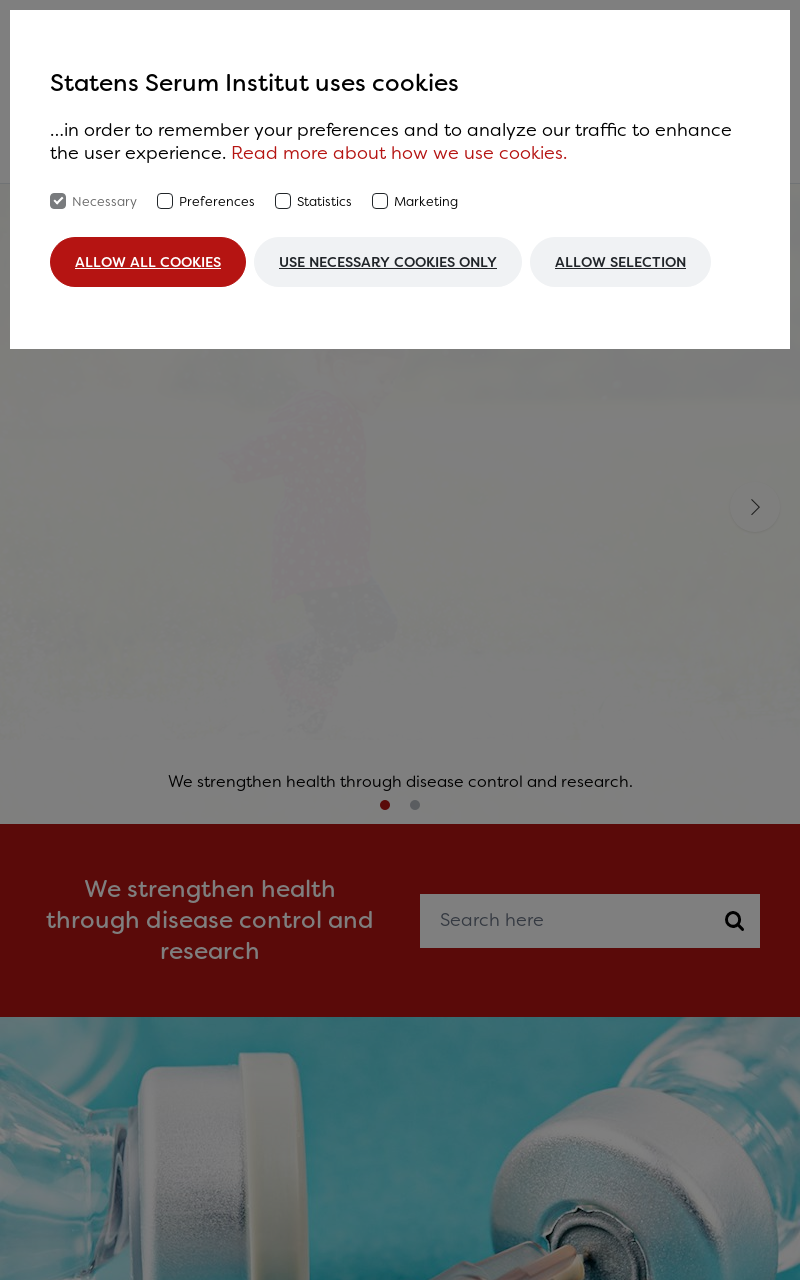 Statens Serum Institut uses cookies
...in order to remember your preferences and to analyze our traffic to enhance
the user experience. Read more about how we use cookies.
Necessary Preferences Statistics Marketing
ALLOW ALL COOKIES USE NECESSARY COOKIES ONLY ALLOW SELECTION
We strengthen health through disease control and research.
We strengthen health
through disease control and
research
Search here